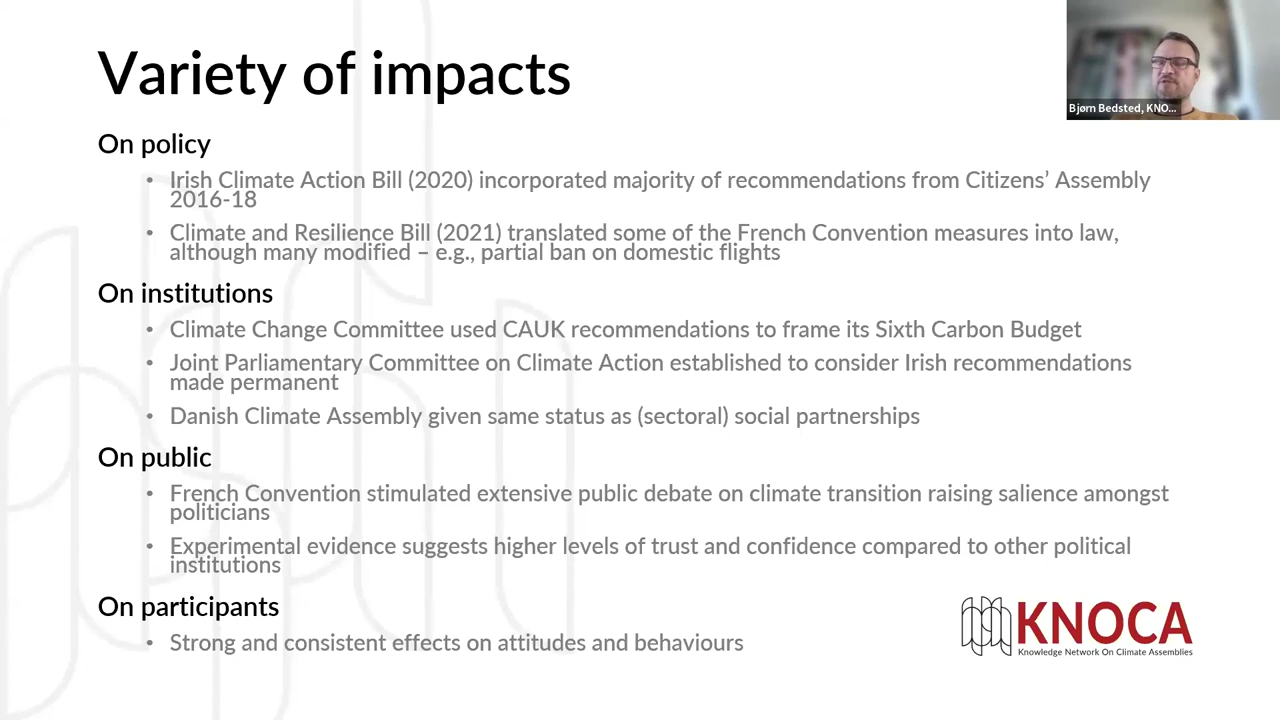 Variety of impacts
Bjørn Bedsted, KNO...
On policy
• Irish Climate Action Bill (2020) incorporated majority of recommendations from Citizens’ Assembly
2016-18
• Climate and Resilience Bill (2021) translated some of the French Convention measures into law,
although many modified – e.g., partial ban on domestic flights
On institutions
• Climate Change Committee used CAUK recommendations to frame its Sixth Carbon Budget
• Joint Parliamentary Committee on Climate Action established to consider Irish recommendations
made permanent
• Danish Climate Assembly given same status as (sectoral) social partnerships
On public
• French Convention stimulated extensive public debate on climate transition raising salience amongst
politicians
• Experimental evidence suggests higher levels of trust and confidence compared to other political
institutions
On participants
• Strong and consistent effects on attitudes and behaviours
KNOCA
Knowledge Network On Climate Assemblies